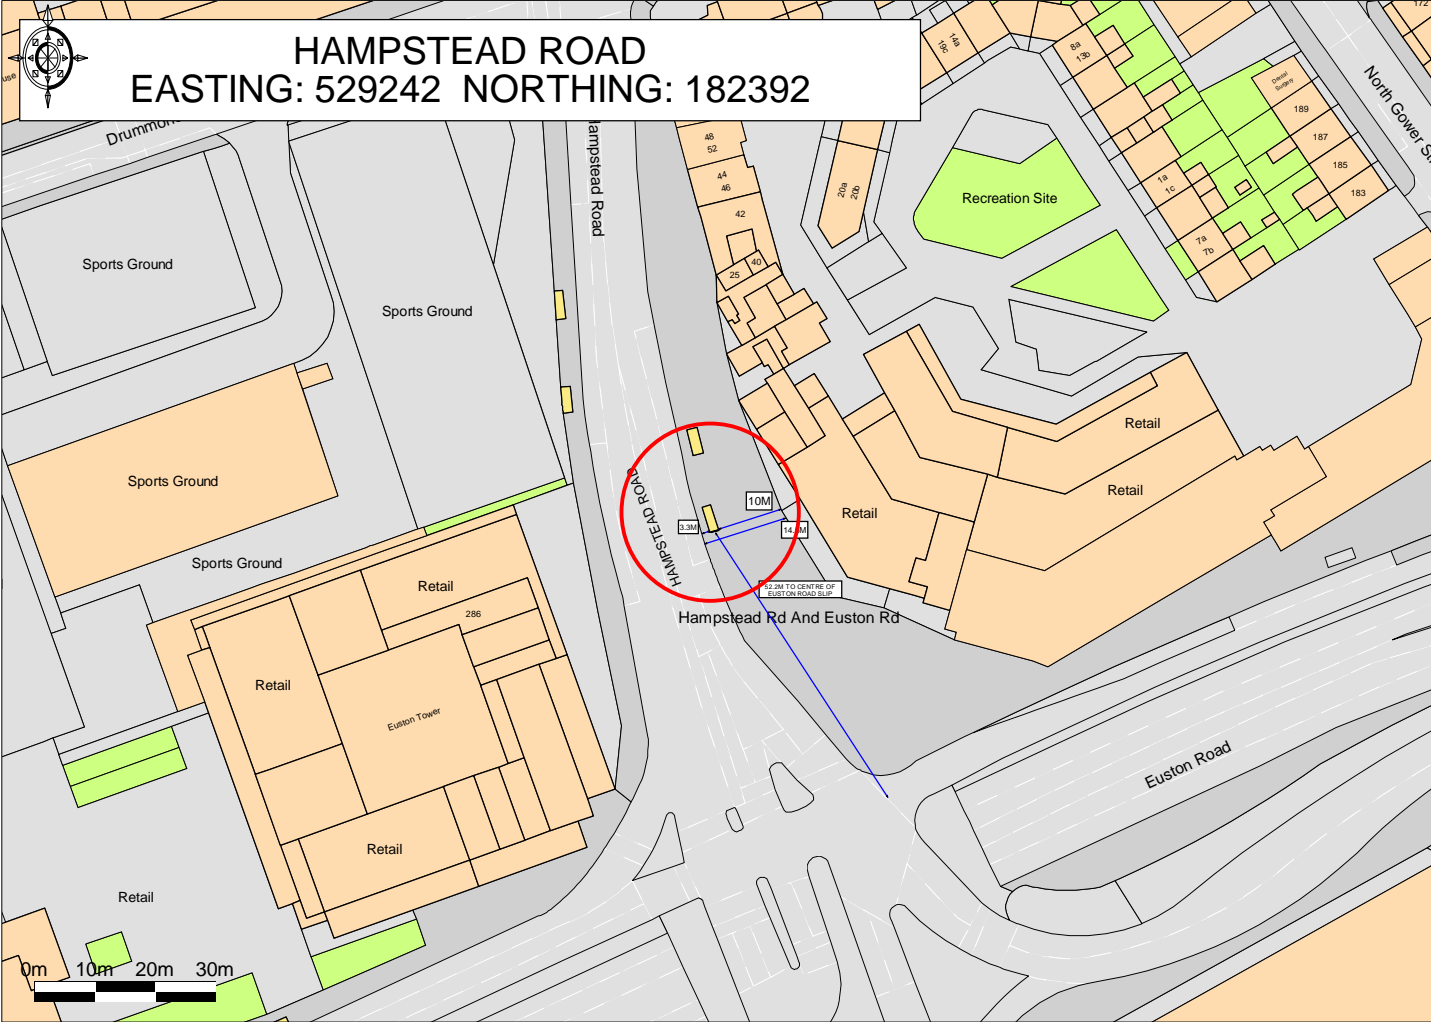 HAMPSTEAD ROAD
EASTING: 529242 NORTHING: 182392
172
14a
19c
8a
13b
Dental
Surgery
North Gower St
189
187
185
183
Hampstead Road
48
52
44
46
42
40
25
20a
20b
1a
1c
7a
7b
Recreation Site
Sports Ground
Sports Ground
Sports Ground
Sports Ground
Retail
Retail
Retail
HAMPSTEAD ROAD
10M
3.3M
52.2M TO CENTRE OF
EUSTON ROAD SLIP
Hampstead Rd And Euston Rd
Retail
286
Retail
Euston Tower
Retail
Retail
Euston Road
0m 10m 20m 30m